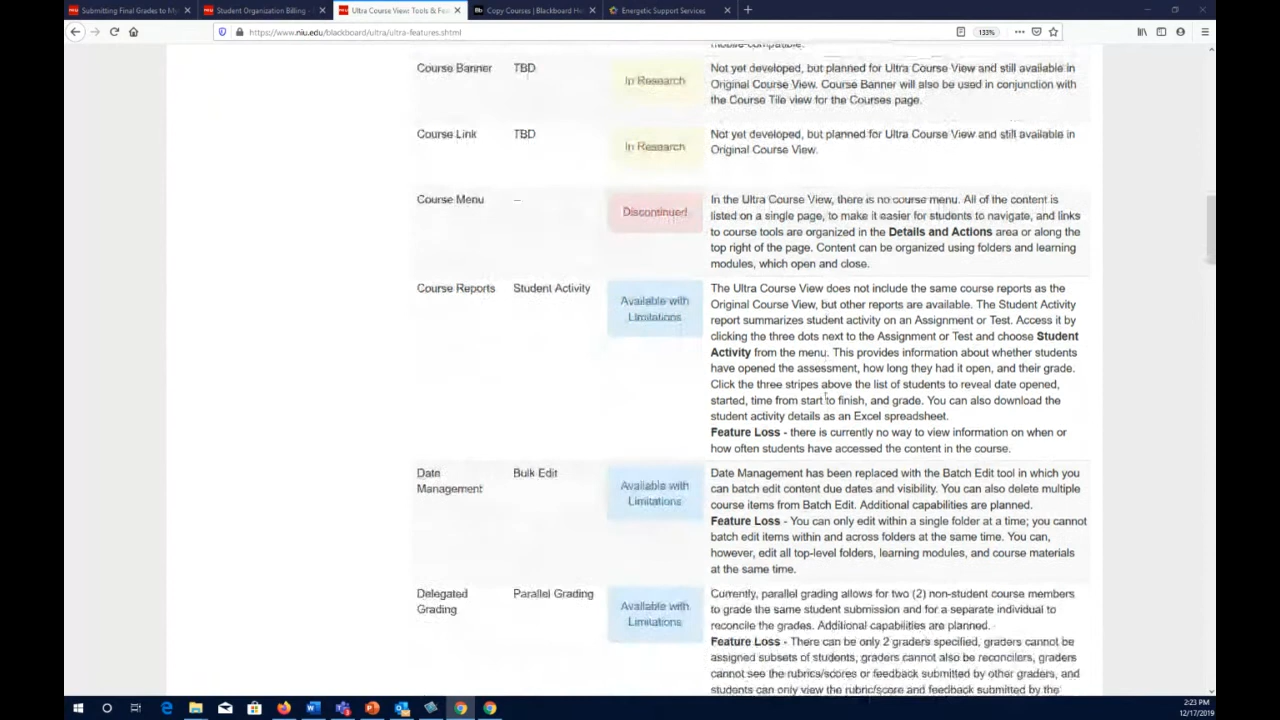 Submitting Final Grades to My
Student Organization Billing -
Ultra Course View: Tools & Fea
Copy Courses | Blackboard He
Energetic Support Services
https://www.niu.edu/blackboard/ultra/ultra-features.shtml
133%
mobile-compatible.
Course Banner
TBD
In Research
Not yet developed, but planned for Ultra Course View and still available in
Original Course View. Course Banner will also be used in conjunction with
the Course Tile view for the Courses page.
Course Link
TBD
In Research
Not yet developed, but planned for Ultra Course View and still available in
Original Course View.
Course Menu
–
Discontinued
In the Ultra Course View, there is no course menu. All of the content is
listed on a single page, to make it easier for students to navigate, and links
to course tools are organized in the Details and Actions area or along the
top right of the page. Content can be organized using folders and learning
modules, which open and close.
Course Reports
Student Activity
Available with
Limitations
The Ultra Course View does not include the same course reports as the
Original Course View, but other reports are available. The Student Activity
report summarizes student activity on an Assignment or Test. Access it by
clicking the three dots next to the Assignment or Test and choose Student
Activity from the menu. This provides information about whether students
have opened the assessment, how long they had it open, and their grade.
Click the three stripes above the list of students to reveal date opened,
started, time from start to finish, and grade. You can also download the
student activity details as an Excel spreadsheet.
Feature Loss - there is currently no way to view information on when or
how often students have accessed the content in the course.
Date
Management
Bulk Edit
Available with
Limitations
Date Management has been replaced with the Batch Edit tool in which you
can batch edit content due dates and visibility. You can also delete multiple
course items from Batch Edit. Additional capabilities are planned.
Feature Loss - You can only edit within a single folder at a time; you cannot
batch edit items within and across folders at the same time. You can,
however, edit all top-level folders, learning modules, and course materials
at the same time.
Delegated
Grading
Parallel Grading
Available with
Limitations
Currently, parallel grading allows for two (2) non-student course members
to grade the same student submission and for a separate individual to
reconcile the grades. Additional capabilities are planned.
Feature Loss - There can be only 2 graders specified, graders cannot be
assigned subsets of students, graders cannot also be reconcilers, graders
cannot see the rubrics/scores or feedback submitted by other graders, and
students can only view the rubric/score and feedback submitted by the
2:23 PM
12/17/2019